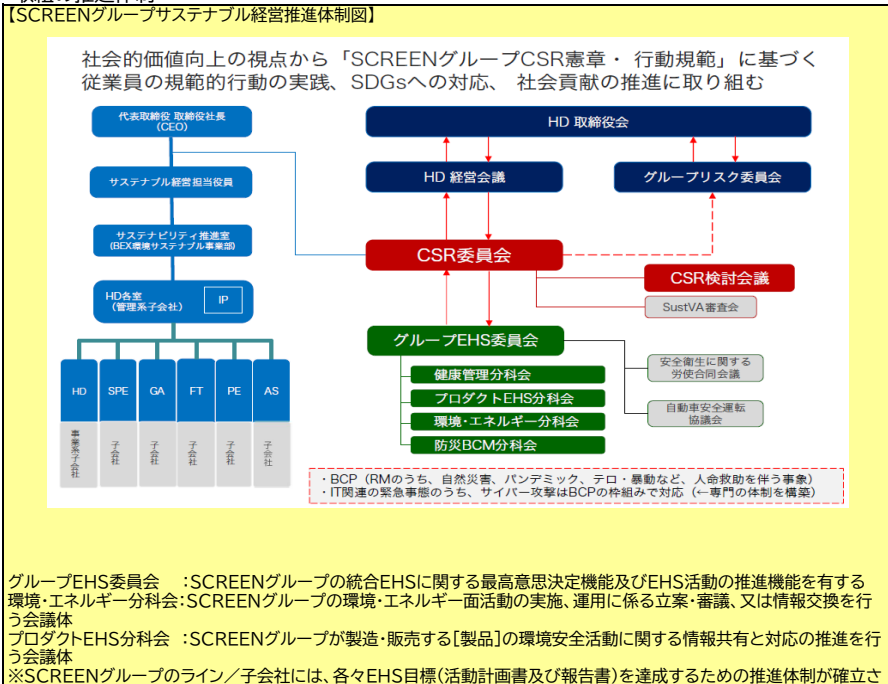 【SCREENグループサステナブル経営推進体制図】
社会的価値向上の視点から「SCREENグループCSR憲章・ 行動規範」に基づく
従業員の規範的行動の実践、SDGsへの対応、 社会貢献の推進に取り組む
代表取締役 取締役社長
(CEO)
サステナブル経営担当役員
サステナビリティ推進室
(BEX環境サステナブル事業部)
HD各室
(管理系子会社)
IP
HD
SPE
GA
FT
PE
AS
事業系子会社
子会社
子会社
子会社
子会社
子会社
HD 取締役会
HD 経営会議
グループリスク委員会
CSR委員会
CSR検討会議
SustVA審査会
グループEHS委員会
健康管理分科会
プロダクトEHS分科会
環境・エネルギー分科会
防災BCM分科会
安全衛生に関する
労使合同会議
自動車安全運転
協議会
・BCP（RMのうち、自然災害、パンデミック、テロ・暴動など、人命救助を伴う事象）
・IT関連の緊急事態のうち、サイバー攻撃はBCPの枠組みで対応（←専門の体制を構築）
グループEHS委員会　：SCREENグループの統合EHSに関する最高意思決定機能及びEHS活動の推進機能を有する
環境・エネルギー分科会：SCREENグループの環境・エネルギー面活動の実施、運用に係る立案・審議、又は情報交換を行
う会議体
プロダクトEHS分科会 ：SCREENグループが製造・販売する[製品]の環境安全活動に関する情報共有と対応の推進を行
う会議体
※SCREENグループのライン／子会社には、各々EHS目標(活動計画書及び報告書)を達成するための推進体制が確立さ